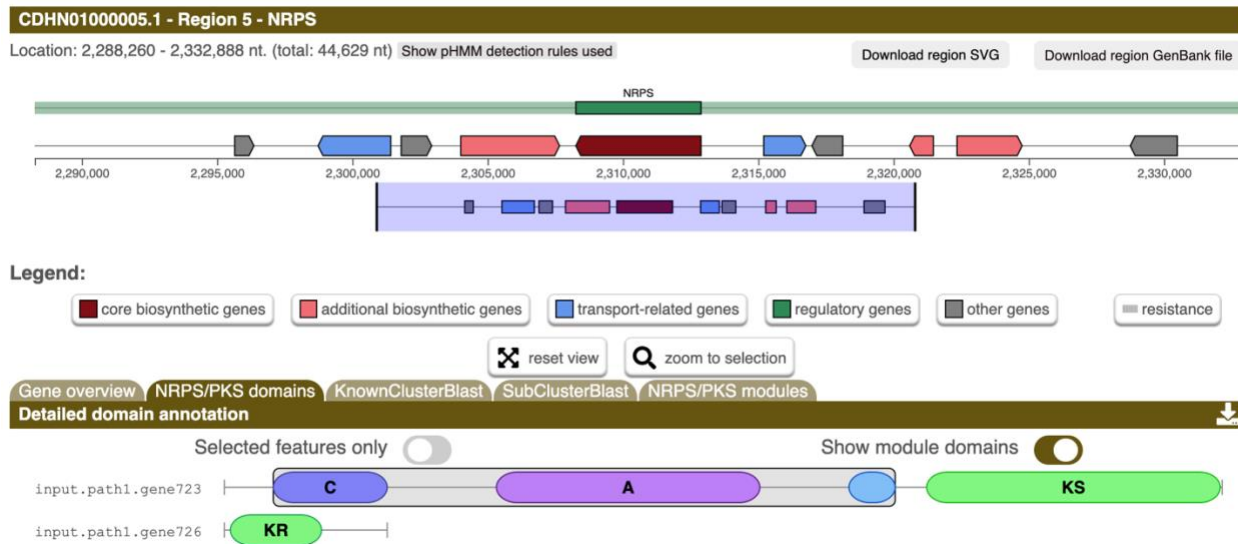 CDHN01000005.1 - Region 5 - NRPS
Location: 2,288,260 - 2,332,888 nt. (total: 44,629 nt) Show pHMM detection rules used Download region SVG Download region GenBank file
NRPS
2,290,000 2,295,000 2,300,000 2,305,000 2,310,000 2,315,000 2,320,000 2,325,000 2,330,000
Legend:
core biosynthetic genes additional biosynthetic genes transport-related genes regulatory genes other genes resistance
reset view zoom to selection
Gene overview NRPS/PKS domains KnownClusterBlast SubClusterBlast NRPS/PKS modules
Detailed domain annotation
Selected features only Show module domains
input.path1.gene723 C A KS
input.path1.gene726 KR